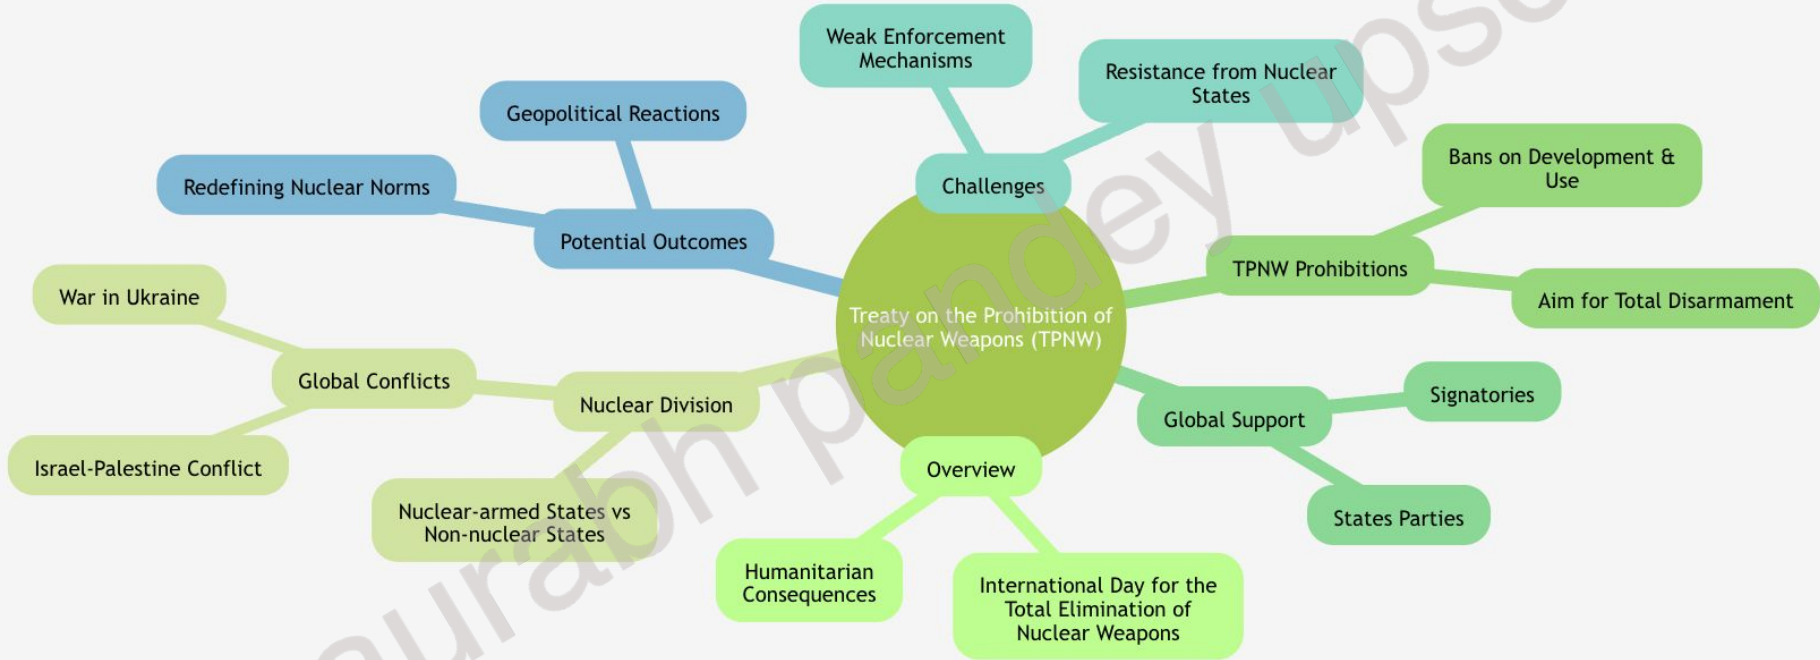 Weak Enforcement
Mechanisms
Resistance from Nuclear
States
Geopolitical Reactions
Redefining Nuclear Norms
Challenges
Potential Outcomes
Bans on Development &
Use
TPNW Prohibitions
Aim for Total Disarmament
War in Ukraine
Treaty on the Prohibition of
Nuclear Weapons (TPNW)
Global Conflicts
Nuclear Division
Israel-Palestine Conflict
Nuclear-armed States vs
Non-nuclear States
Signatories
Global Support
States Parties
Overview
Humanitarian
Consequences
International Day for the
Total Elimination of
Nuclear Weapons
aurabh pandey upsc